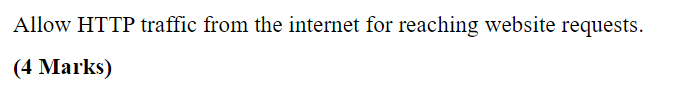 Allow HTTP traffic from the internet for reaching website requests.
(4 Marks)